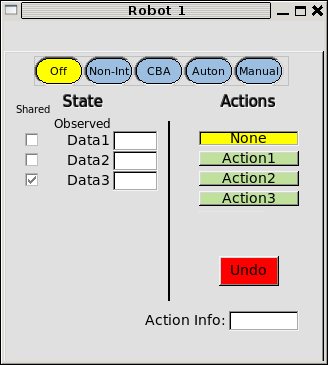 Robot 1
Off Non-Int CBA Auton Manual
State Actions
Shared
Observed
Data1 None
Data2 Action1
Data3 Action2
Action3
Undo
Action Info: